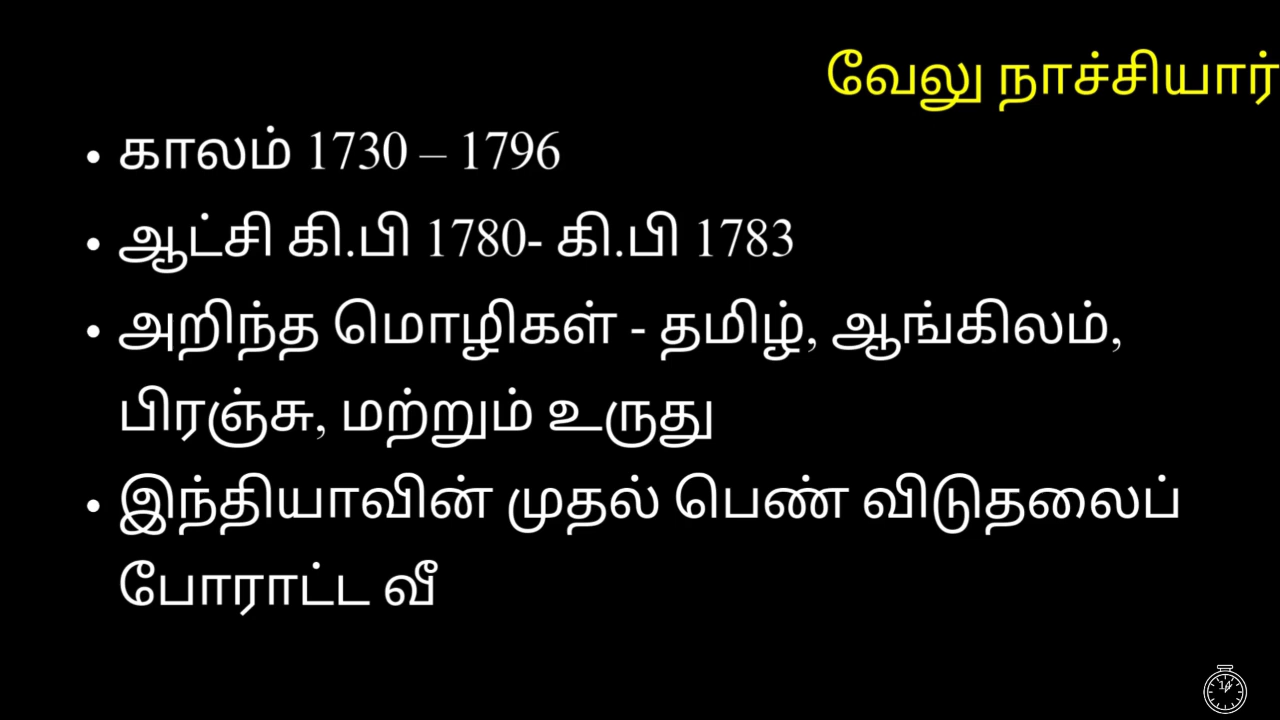 வேலு நாச்சியார்
• காலம் 1730 – 1796
• ஆட்சி கி.பி 1780- கி.பி 1783
• அறிந்த மொழிகள் - தமிழ், ஆங்கிலம்,
பிரஞ்சு, மற்றும் உருது
• இந்தியாவின் முதல் பெண் விடுதலைப்
போராட்ட வீ